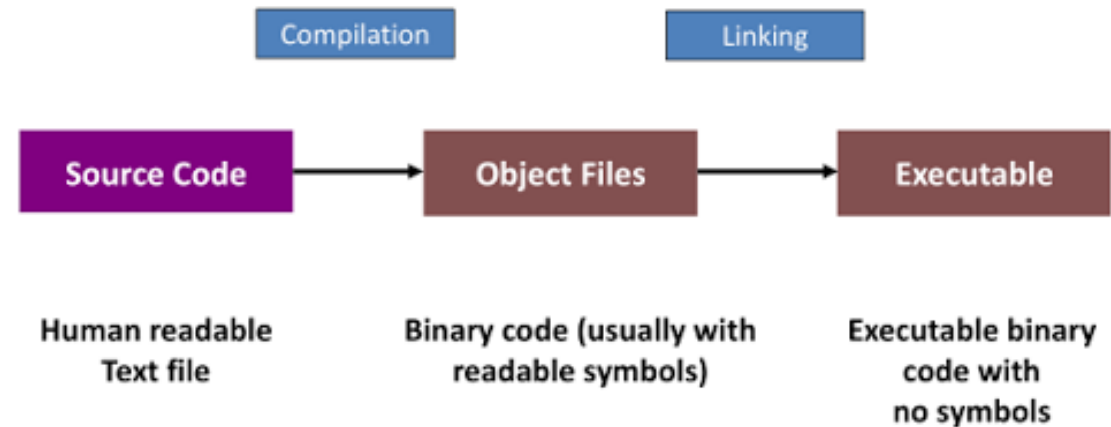 Compilation
Linking
Source Code
Object Files
Executable
Human readable
Text file
Binary code (usually with
readable symbols)
Executable binary
code with
no symbols